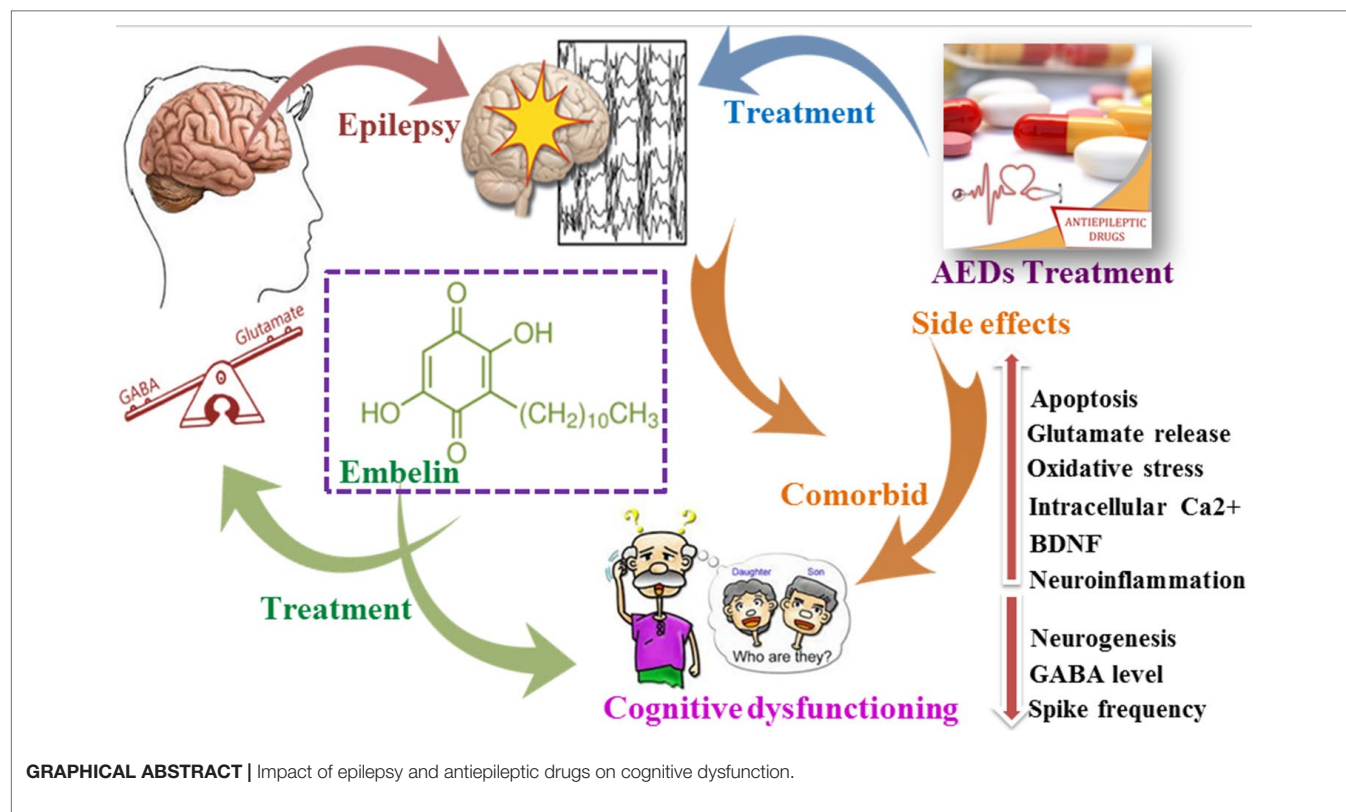 Epilepsy
Treatment
ANTIEPILEPTIC
DRUGS
AEDs Treatment
Side effects
Glutamate
GABA
O
OH
HO
(CH2)10CH3
O
Embelin
Treatment
Comorbid
Apoptosis
Glutamate release
Oxidative stress
Intracellular Ca2+
BDNF
Neuroinflammation
Neurogenesis
GABA level
Spike frequency
? ?
Daughter Son
Who are they?
Cognitive dysfunctioning
GRAPHICAL ABSTRACT | Impact of epilepsy and antiepileptic drugs on cognitive dysfunction.